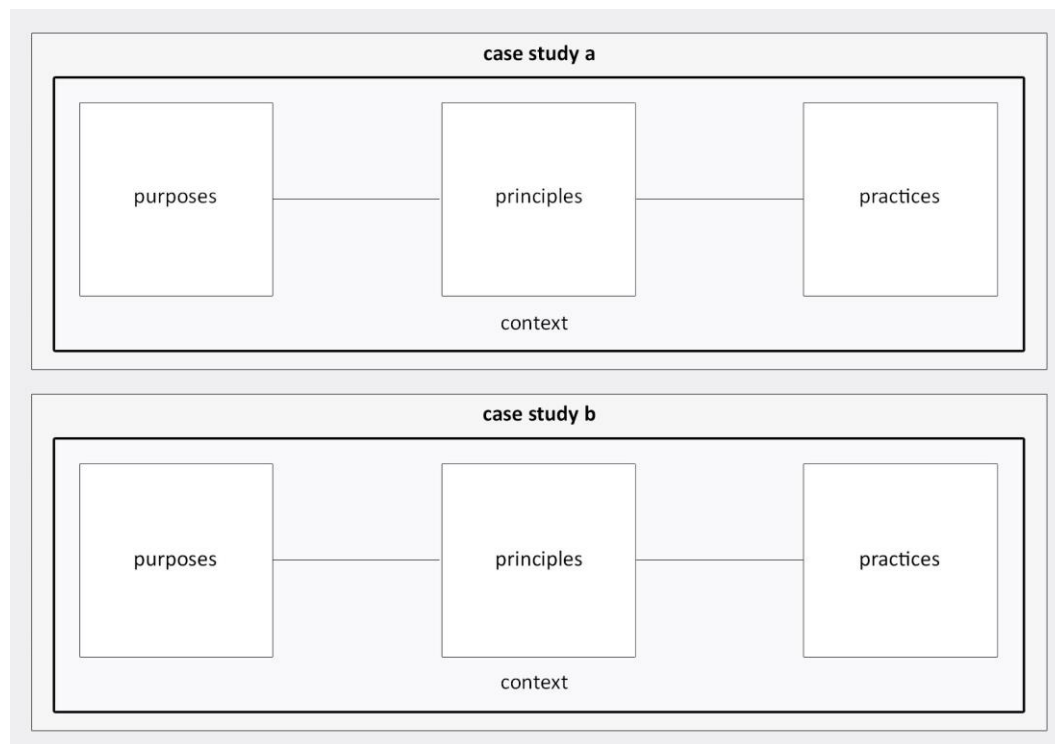 case study a
purposes principles practices
context
case study b
purposes principles practices
context